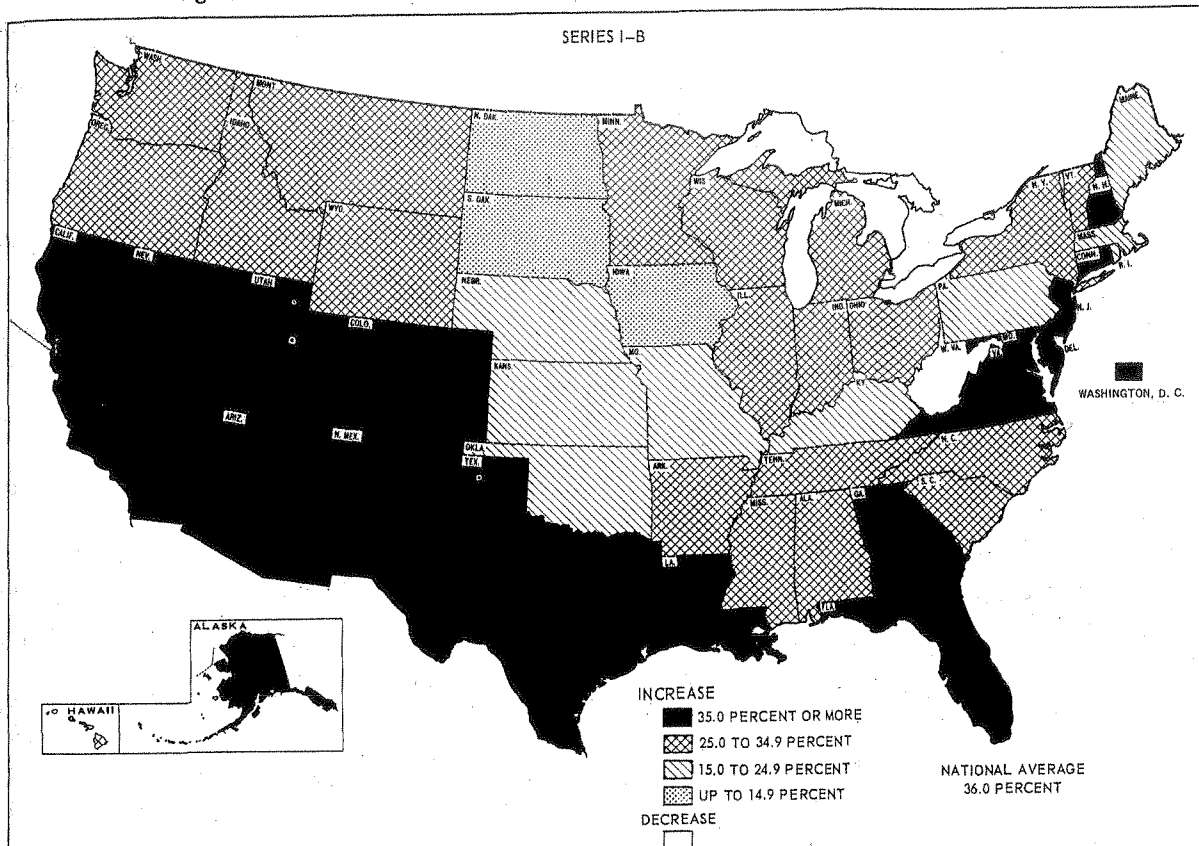 SERIES I-B
WASH.
MONT.
N. DAK.
MINN.
MAINE
OREG.
IDAHO
WIS.
MICH.
N. Y.
VT.
N. H.
WYO.
S. DAK.
MASS.
CONN.
R. I.
CALIF.
NEV.
UTAH
NEBR.
IOWA
ILL.
IND.
OHIO
PA.
N. J.
COLO.
KANS.
MO.
KY.
W. VA.
VA.
MD.
DEL.
WASHINGTON, D. C.
ARIZ.
N. MEX.
OKLA.
TEX.
ARK.
TENN.
N. C.
S. C.
MISS.
ALA.
GA.
LA.
FLA.
ALASKA
HAWAII
INCREASE
35.0 PERCENT OR MORE
25.0 TO 34.9 PERCENT
15.0 TO 24.9 PERCENT
UP TO 14.9 PERCENT
DECREASE
NATIONAL AVERAGE
36.0 PERCENT